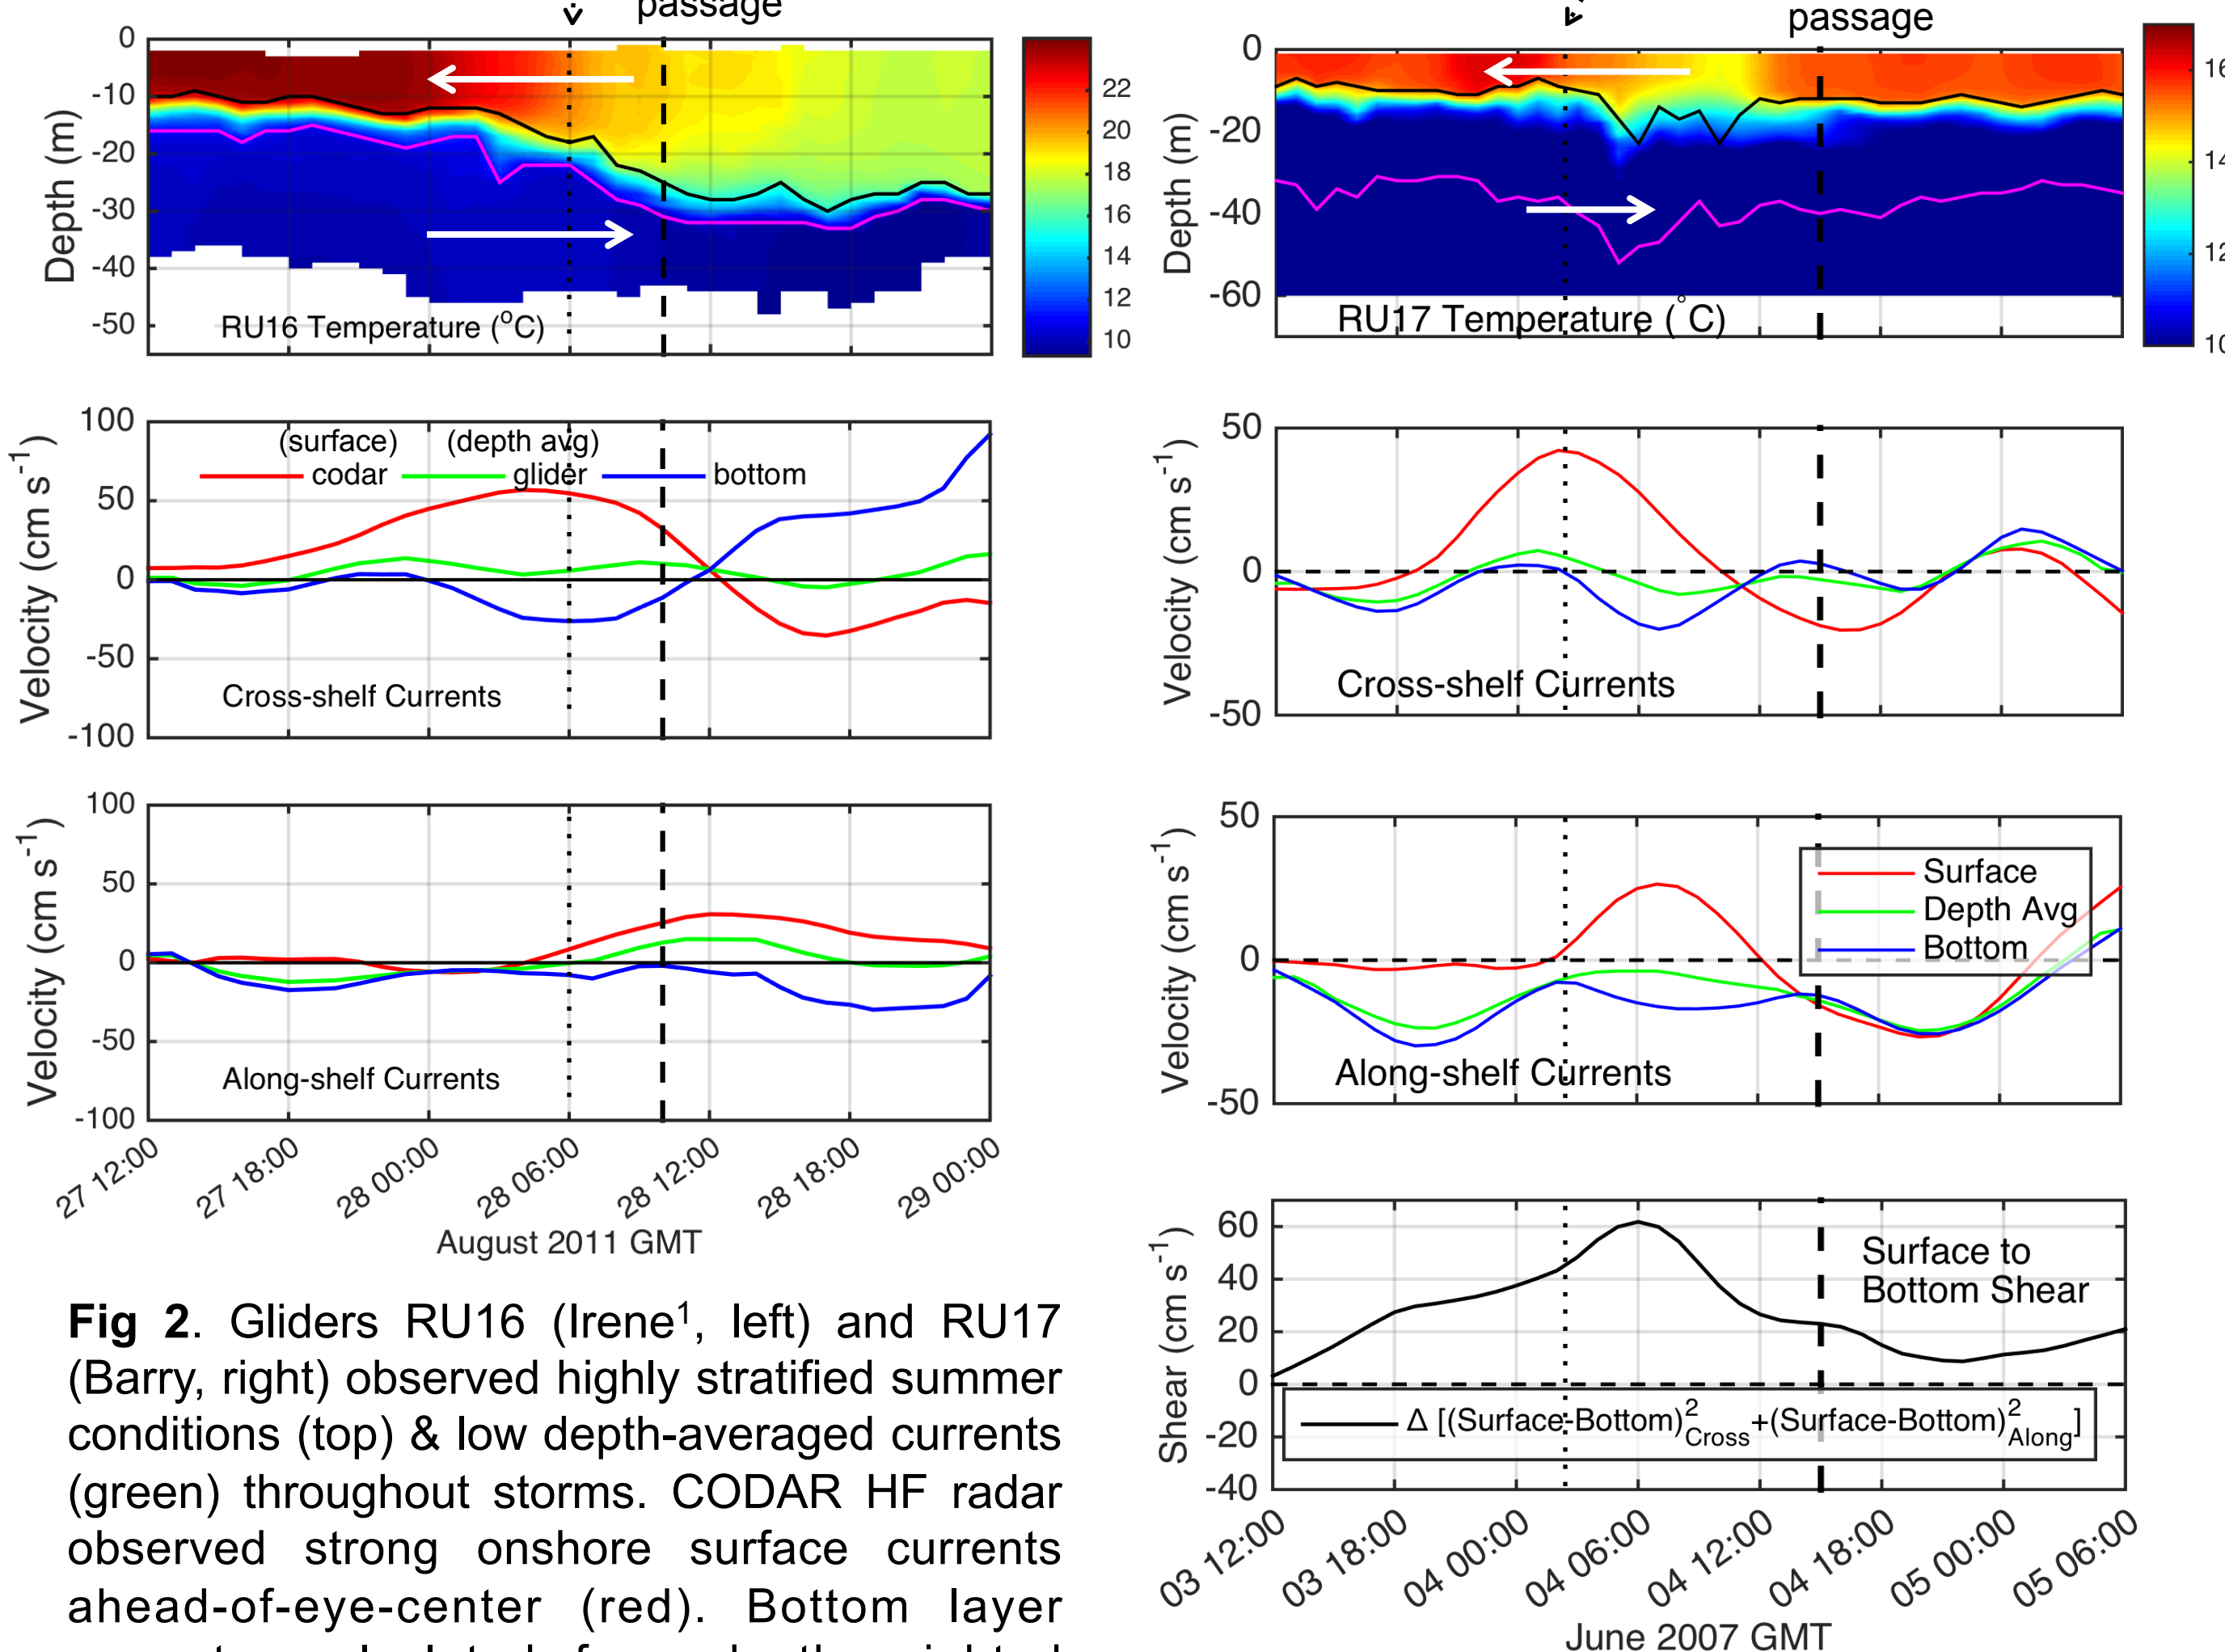 passage
0
-10
-20
-30
-40
-50
Depth (m)
RU16 Temperature (°C)
22
20
18
16
14
12
10
100
50
0
-50
-100
Velocity (cm s-1)
(surface) (depth avg)
codar glider bottom
Cross-shelf Currents
100
50
0
-50
-100
Velocity (cm s-1)
Along-shelf Currents
27 12:00 27 18:00 28 00:00 28 06:00 28 12:00 28 18:00 29 00:00
August 2011 GMT
Fig 2. Gliders RU16 (Irene1, left) and RU17
(Barry, right) observed highly stratified summer
conditions (top) & low depth-averaged currents
(green) throughout storms. CODAR HF radar
observed strong onshore surface currents
ahead-of-eye-center (red). Bottom layer
passage
0
-20
-40
-60
Depth (m)
RU17 Temperature (°C)
16
14
12
10
50
0
-50
Velocity (cm s-1)
Cross-shelf Currents
50
0
-50
Velocity (cm s-1)
Surface
Depth Avg
Bottom
Along-shelf Currents
60
40
20
0
-20
-40
Shear (cm s-1)
Surface to
Bottom Shear
Δ [(Surface-Bottom)2Cross+(Surface-Bottom)2Along]
03 12:00 03 18:00 04 00:00 04 06:00 04 12:00 04 18:00 05 00:00 05 06:00
June 2007 GMT